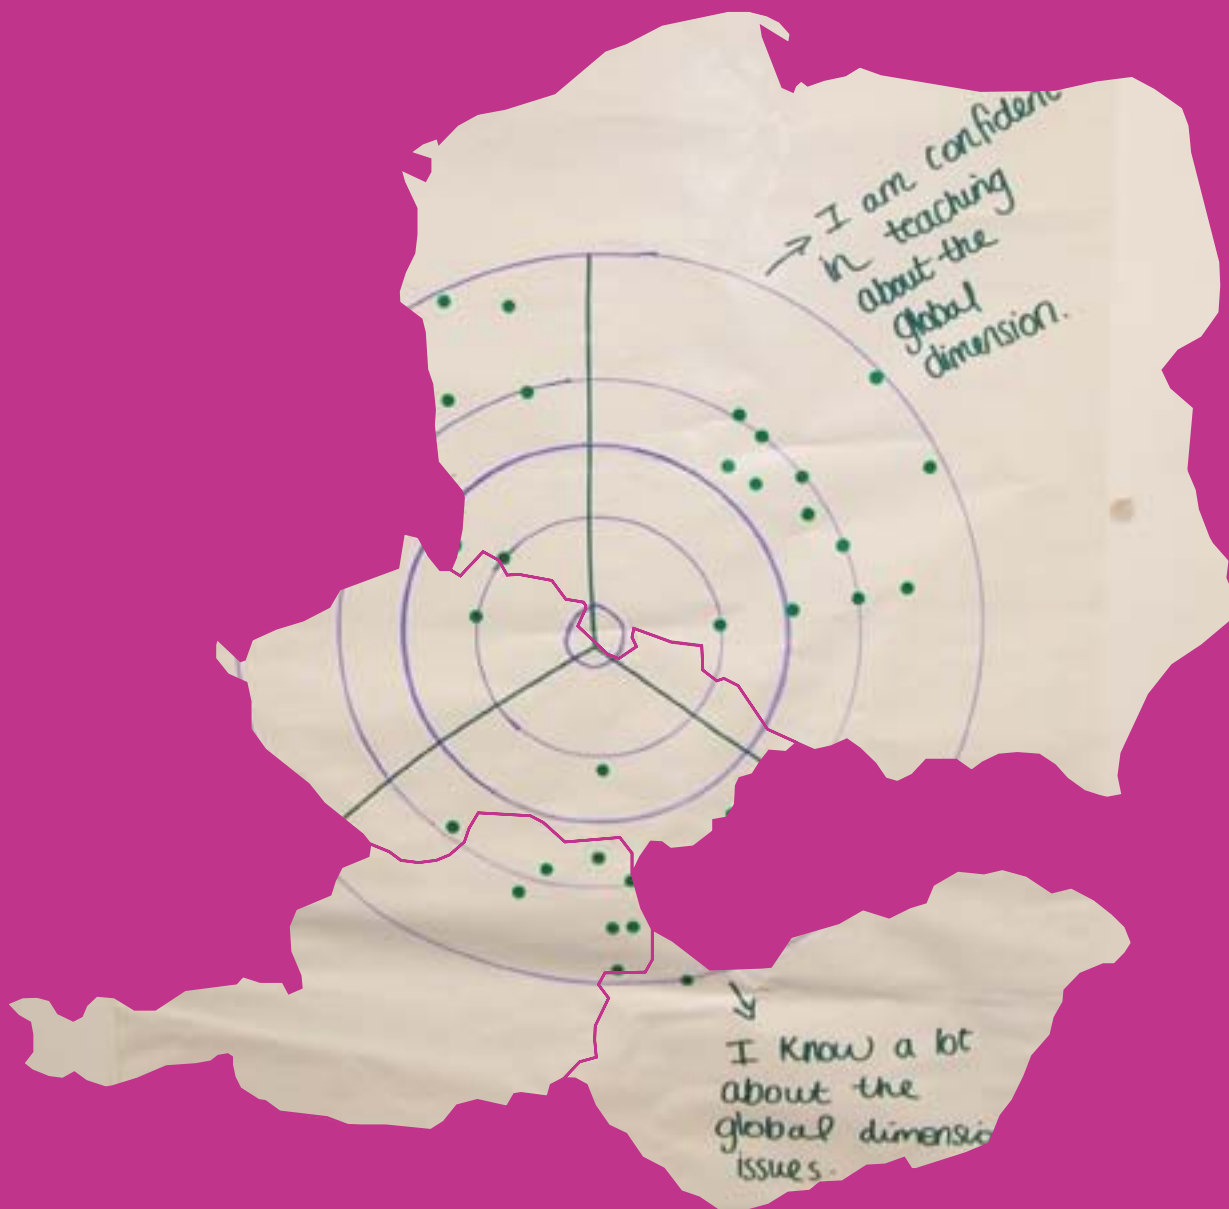 I am confident
in teaching
about the
global
dimension.
I know a lot
about the
global dimensio
issues.